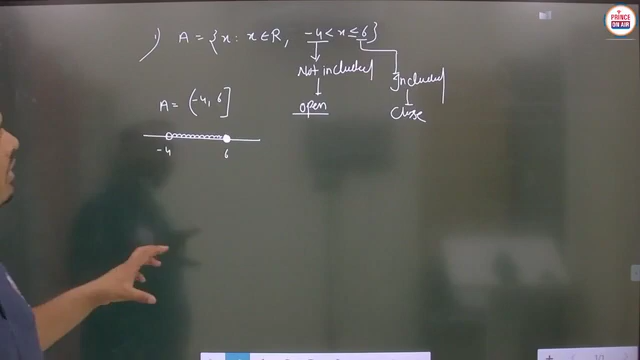 1) A = {x : x ∈ R, -4 < x ≤ 6}
Not included
Included
open
Close
A = (-4, 6]
-4 6
PRINCE
ON AIR